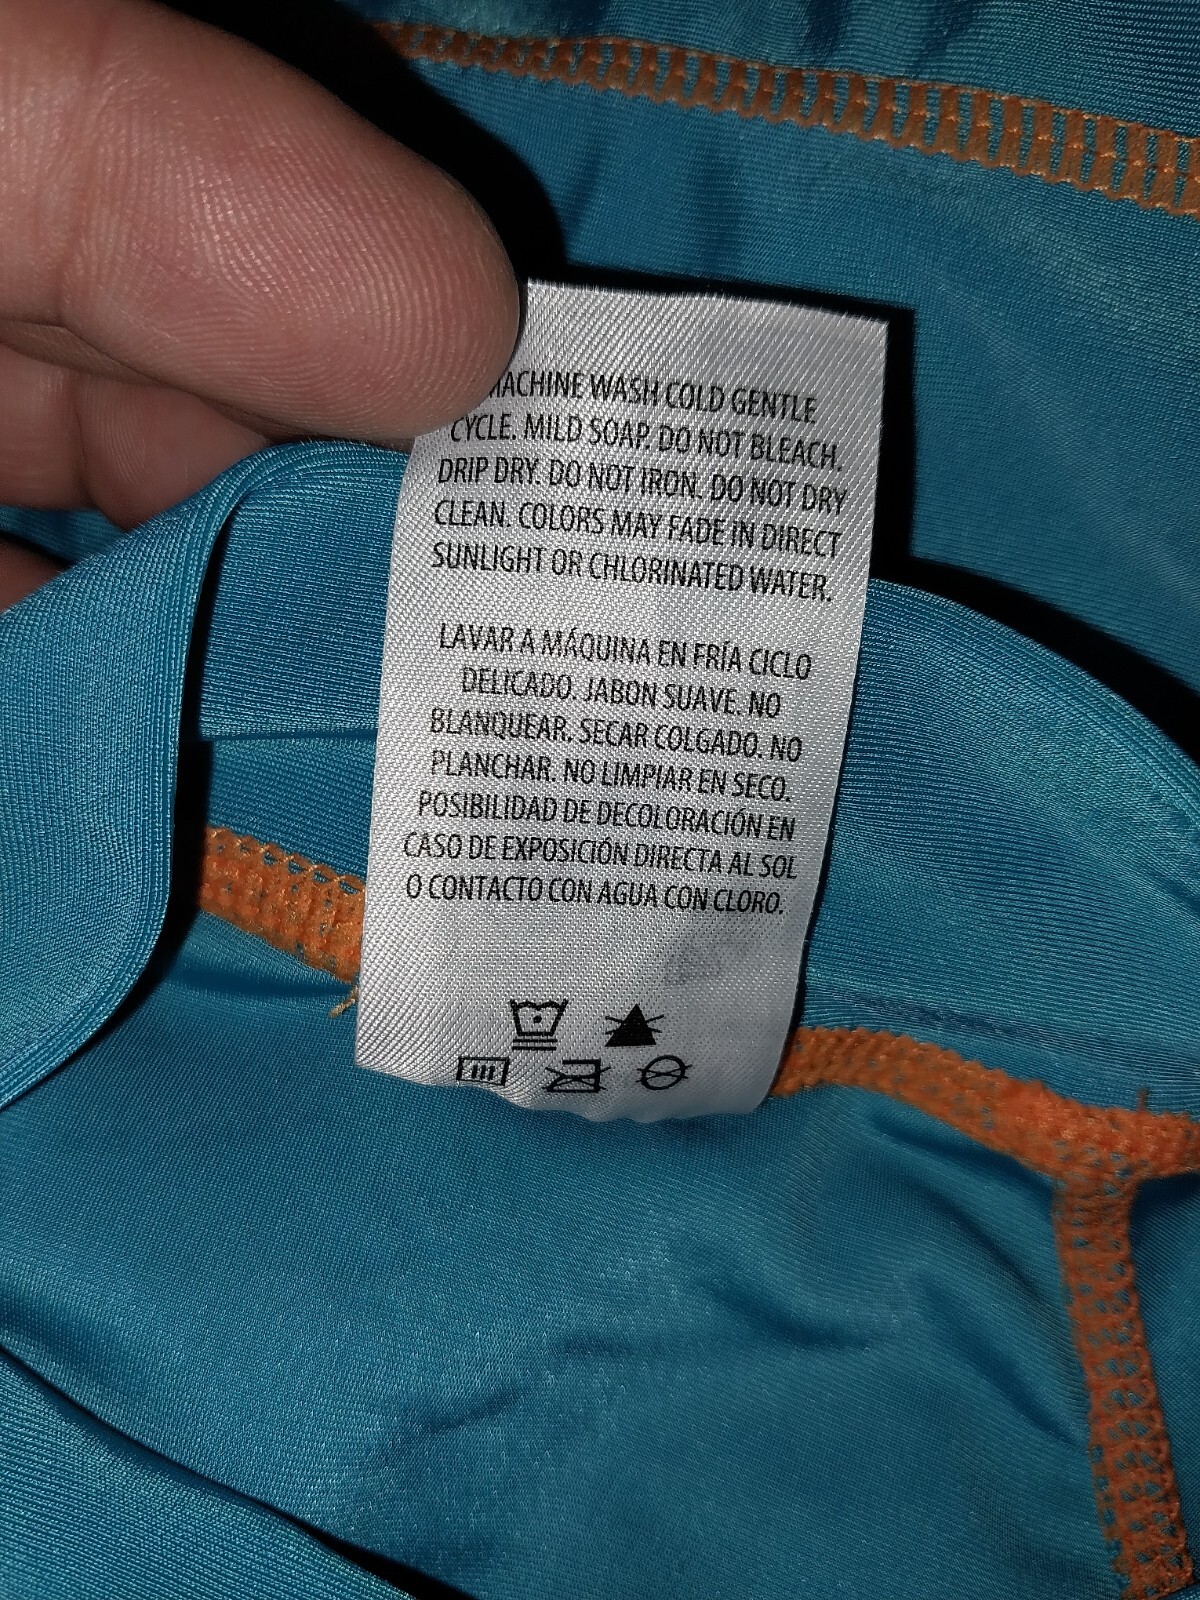 MACHINE WASH COLD GENTLE
CYCLE. MILD SOAP. DO NOT BLEACH.
DRIP DRY. DO NOT IRON. DO NOT DRY
CLEAN. COLORS MAY FADE IN DIRECT
SUNLIGHT OR CHLORINATED WATER.
LAVAR A MÁQUINA EN FRÍA CICLO
DELICADO. JABON SUAVE. NO
BLANQUEAR. SECAR COLGADO. NO
PLANCHAR. NO LIMPIAR EN SECO.
POSIBILIDAD DE DECOLORACIÓN EN
CASO DE EXPOSICIÓN DIRECTA AL SOL
O CONTACTO CON AGUA CON CLORO.